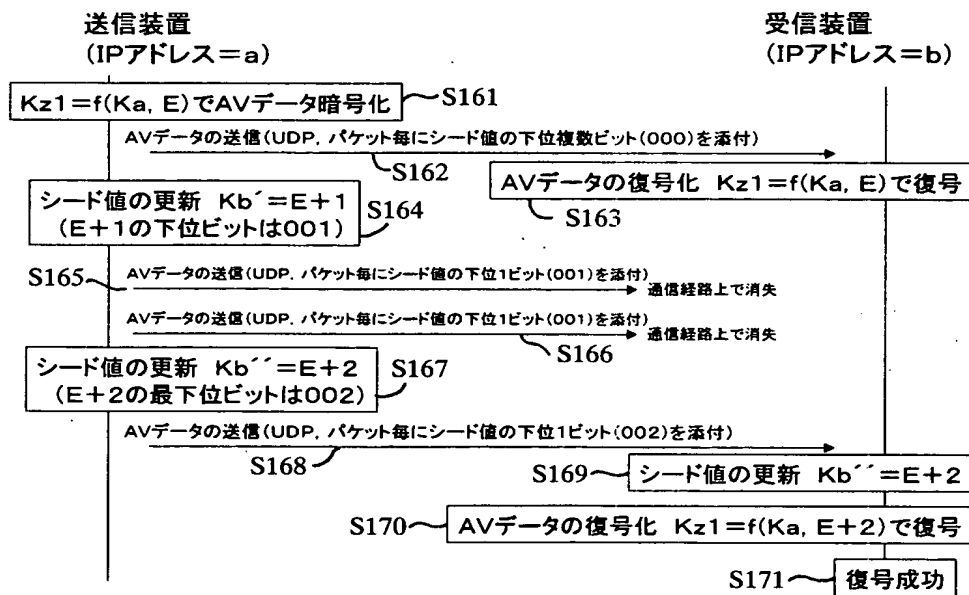 送信装置
(IPアドレス=a)
受信装置
(IPアドレス=b)
Kz1=f(Ka, E)でAVデータ暗号化
S161
AVデータの送信(UDP, パケット毎にシード値の下位複数ビット(000)を添付)
S162
AVデータの復号化 Kz1=f(Ka, E)で復号
S163
シード値の更新 Kb´=E+1
(E+1の下位ビットは001)
S164
S165
AVデータの送信(UDP, パケット毎にシード値の下位1ビット(001)を添付)
通信経路上で消失
AVデータの送信(UDP, パケット毎にシード値の下位1ビット(001)を添付)
通信経路上で消失
S166
シード値の更新 Kb´´=E+2
(E+2の最下位ビットは002)
S167
AVデータの送信(UDP, パケット毎にシード値の下位1ビット(002)を添付)
S168
S169
シード値の更新 Kb´´=E+2
S170
AVデータの復号化 Kz1=f(Ka, E+2)で復号
S171
復号成功